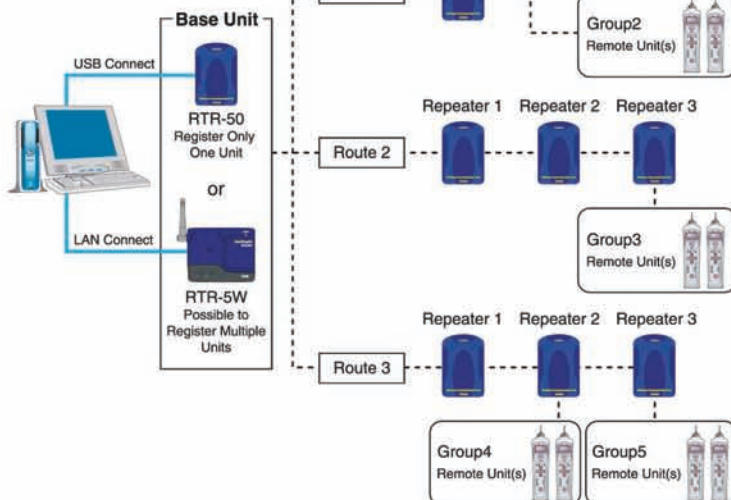 Base Unit
USB Connect
RTR-50
Register Only
One Unit
or
LAN Connect
RTR-5W
Possible to
Register Multiple
Units
Group2
Remote Unit(s)
Route 2
Repeater 1
Repeater 2
Repeater 3
Group3
Remote Unit(s)
Route 3
Repeater 1
Repeater 2
Repeater 3
Group4
Remote Unit(s)
Group5
Remote Unit(s)